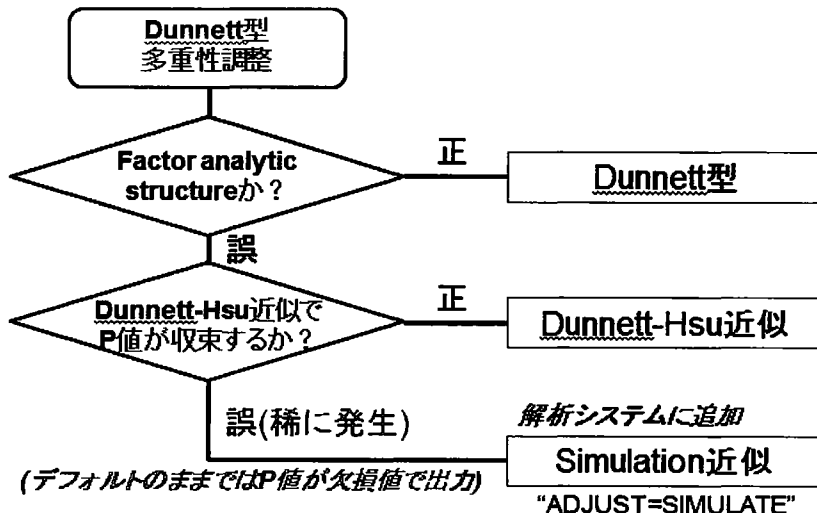 Dunnett型
多重性調整
Factor analytic
structureか？
正
Dunnett型
誤
Dunnett-Hsu近似で
P値が収束するか？
正
Dunnett-Hsu近似
誤(稀に発生)
解析システムに追加
(デフォルトのままではP値が欠損値で出力)
Simulation近似
“ADJUST=SIMULATE”